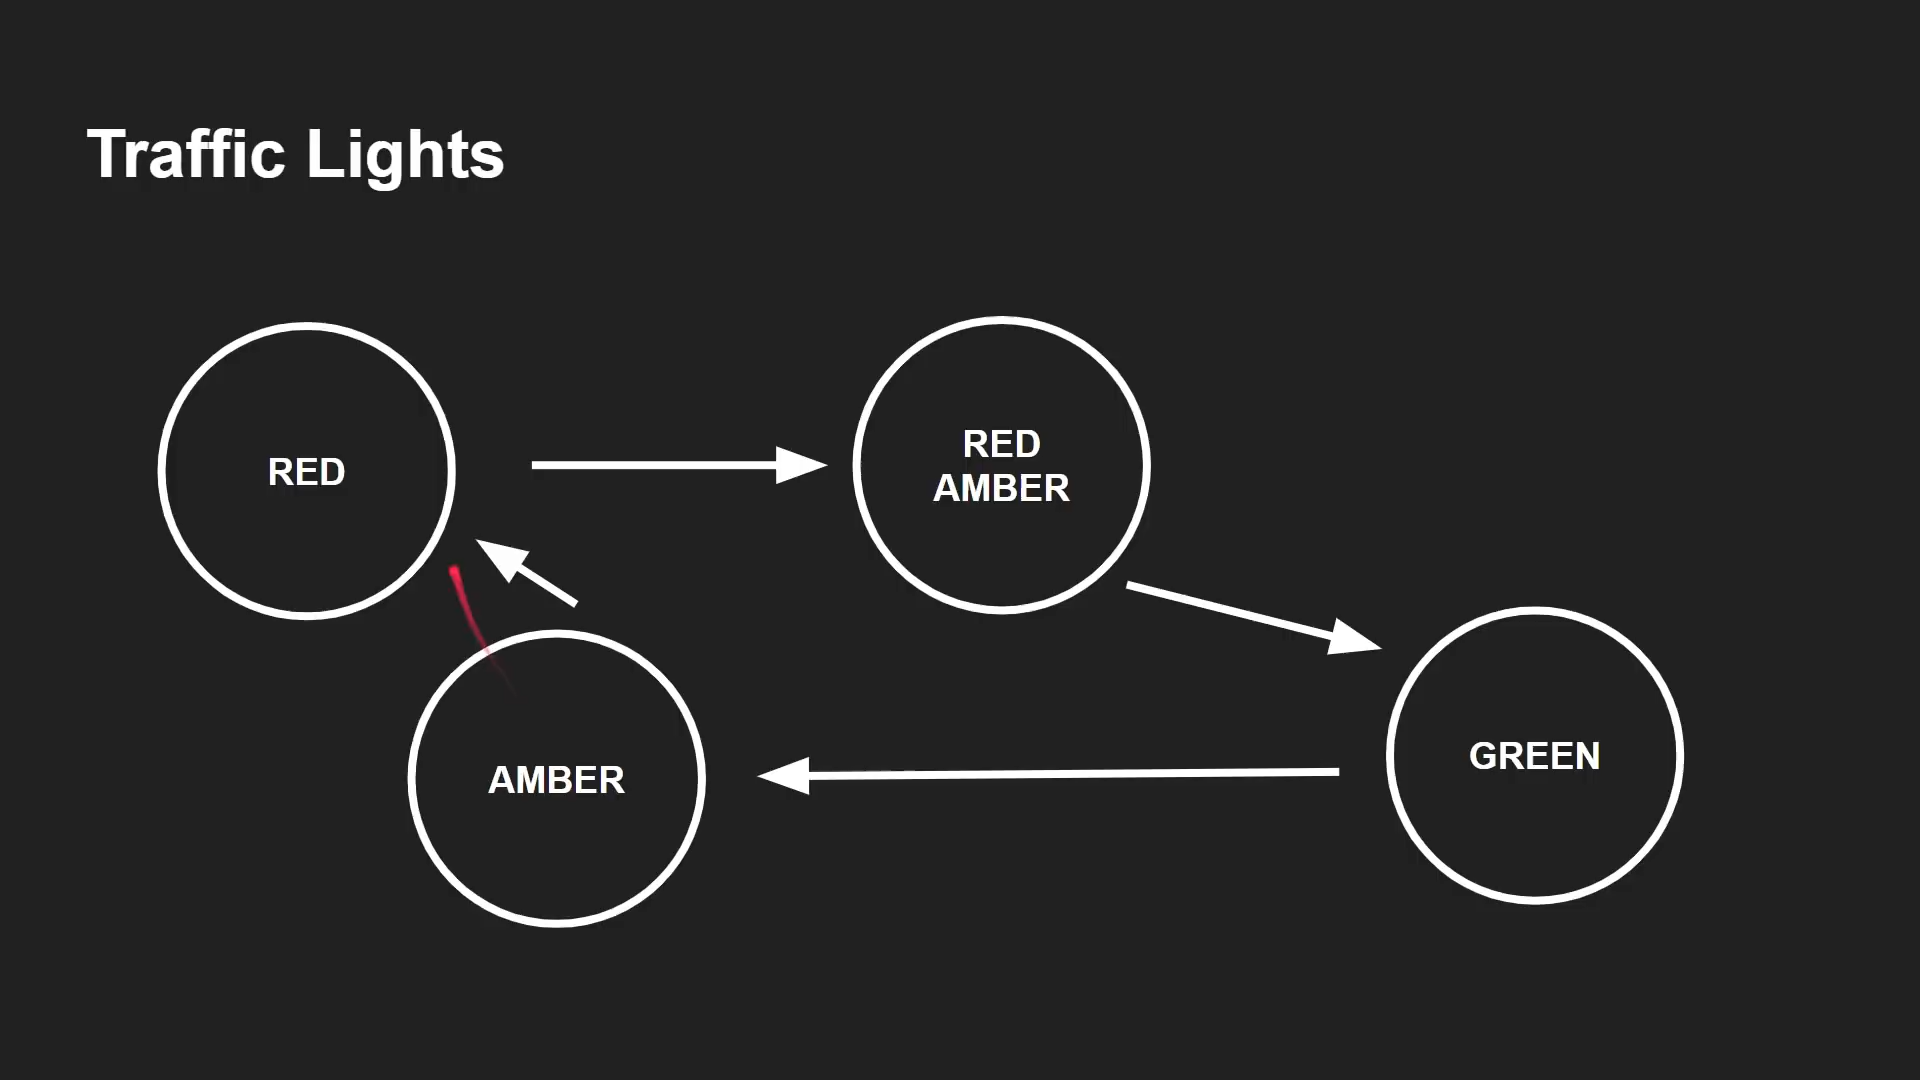 Traffic Lights
RED
RED
AMBER
AMBER
GREEN